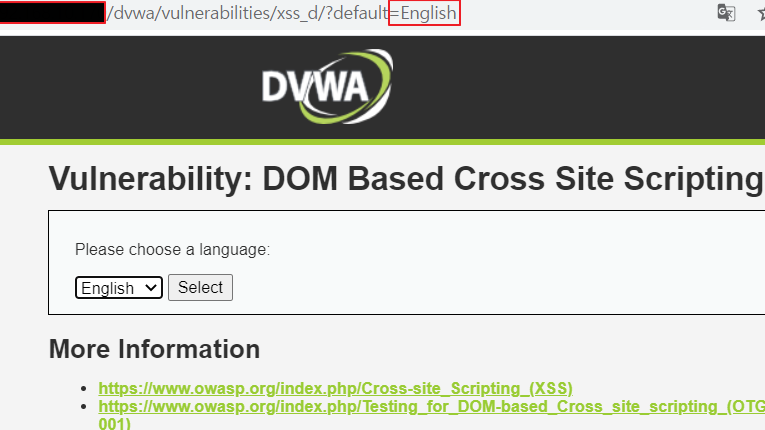 /dvwa/vulnerabilities/xss_d/?default=English
DVWA
Vulnerability: DOM Based Cross Site Scripting
Please choose a language:
English Select
More Information
https://www.owasp.org/index.php/Cross-site_Scripting_(XSS)
https://www.owasp.org/index.php/Testing_for_DOM-based_Cross_site_scripting_(OTG
001)